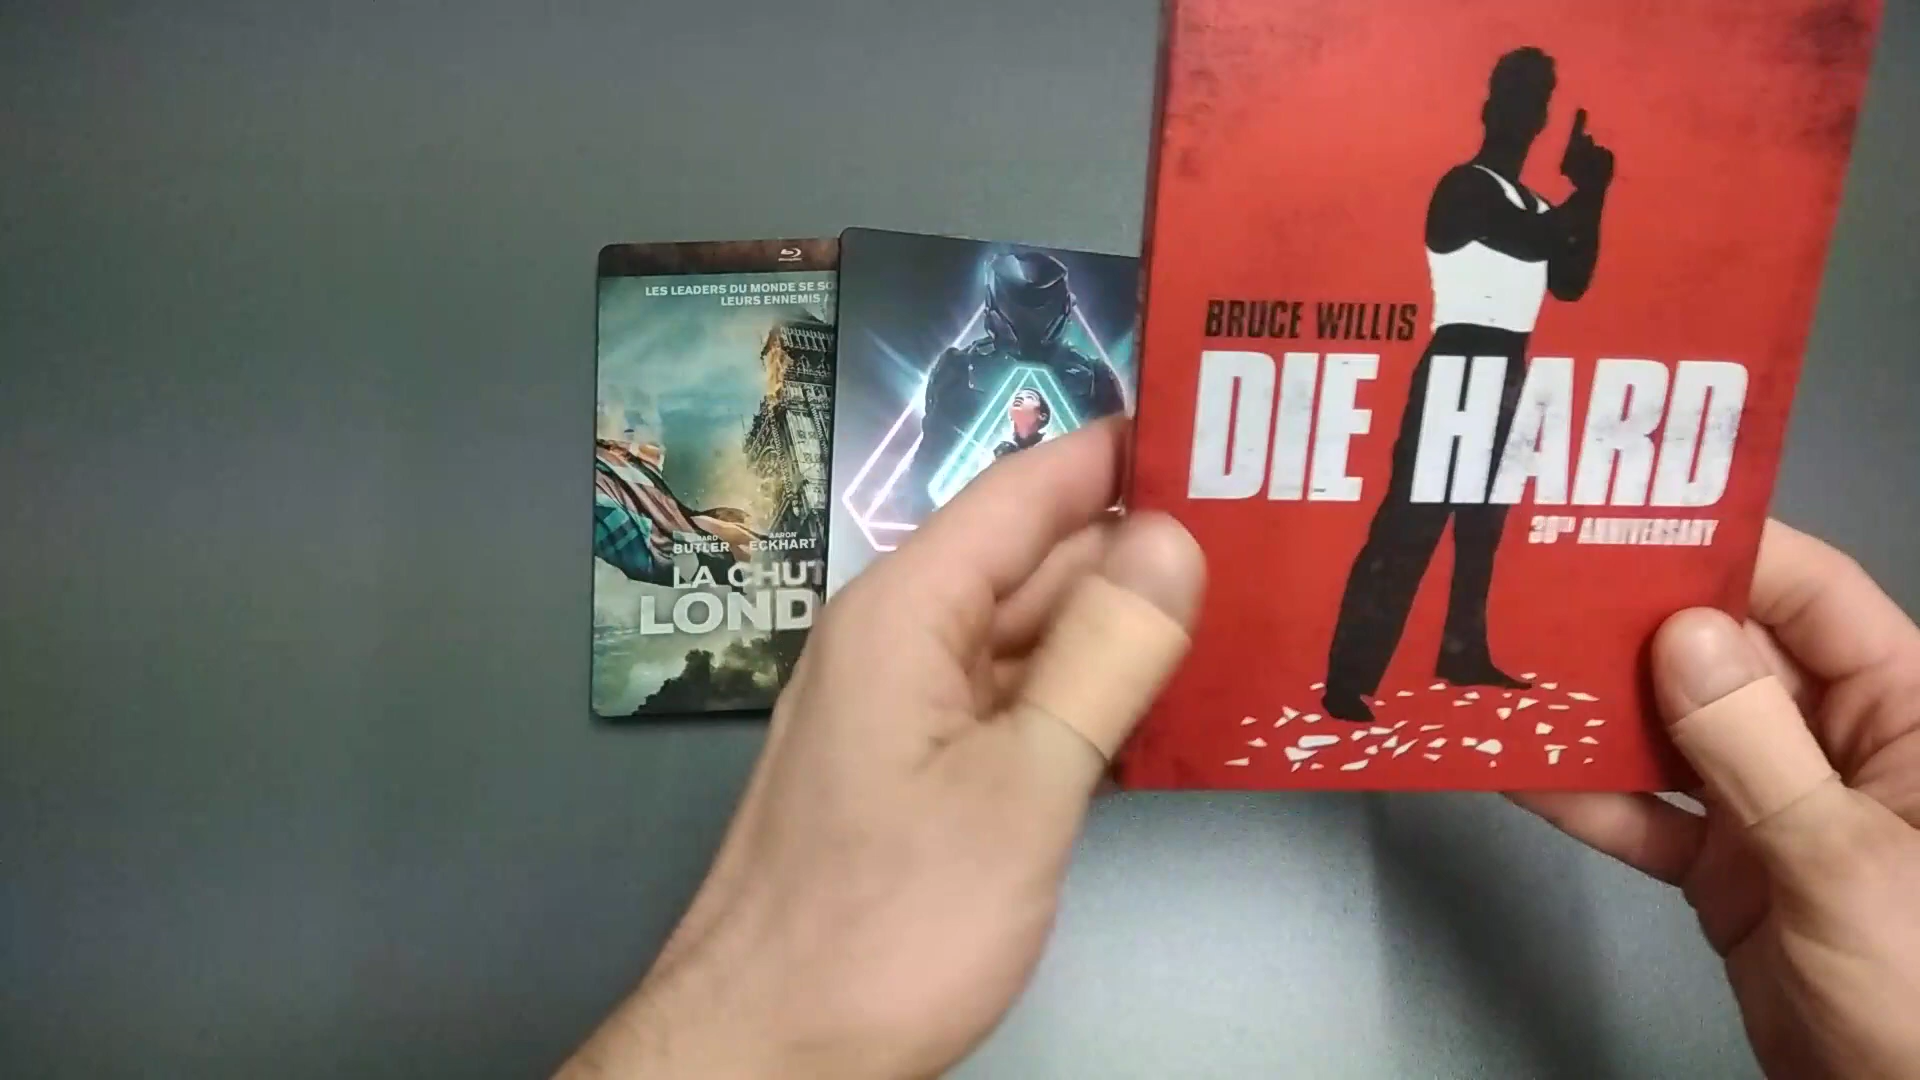 LES LEADERS DU MONDE SE SO
LEURS ENNEMIS
BUTLER
AARON
ECKHART
LA CHUT
LOND
BRUCE WILLIS
DIE HARD
30TH ANNIVERSARY